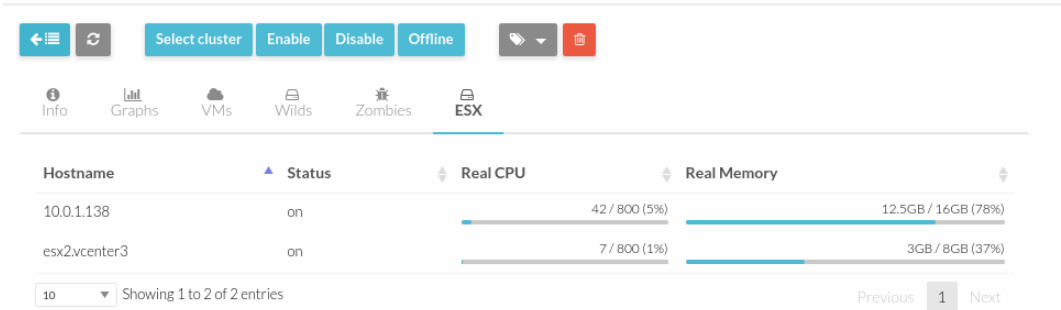 Select cluster Enable Disable Offline
Info Graphs VMs Wilds Zombies ESX
Hostname Status Real CPU Real Memory
10.0.1.138 on 42 / 800 (5%) 12.5GB / 16GB (78%)
esx2.vcenter3 on 7 / 800 (1%) 3GB / 8GB (37%)
10 Showing 1 to 2 of 2 entries Previous 1 Next